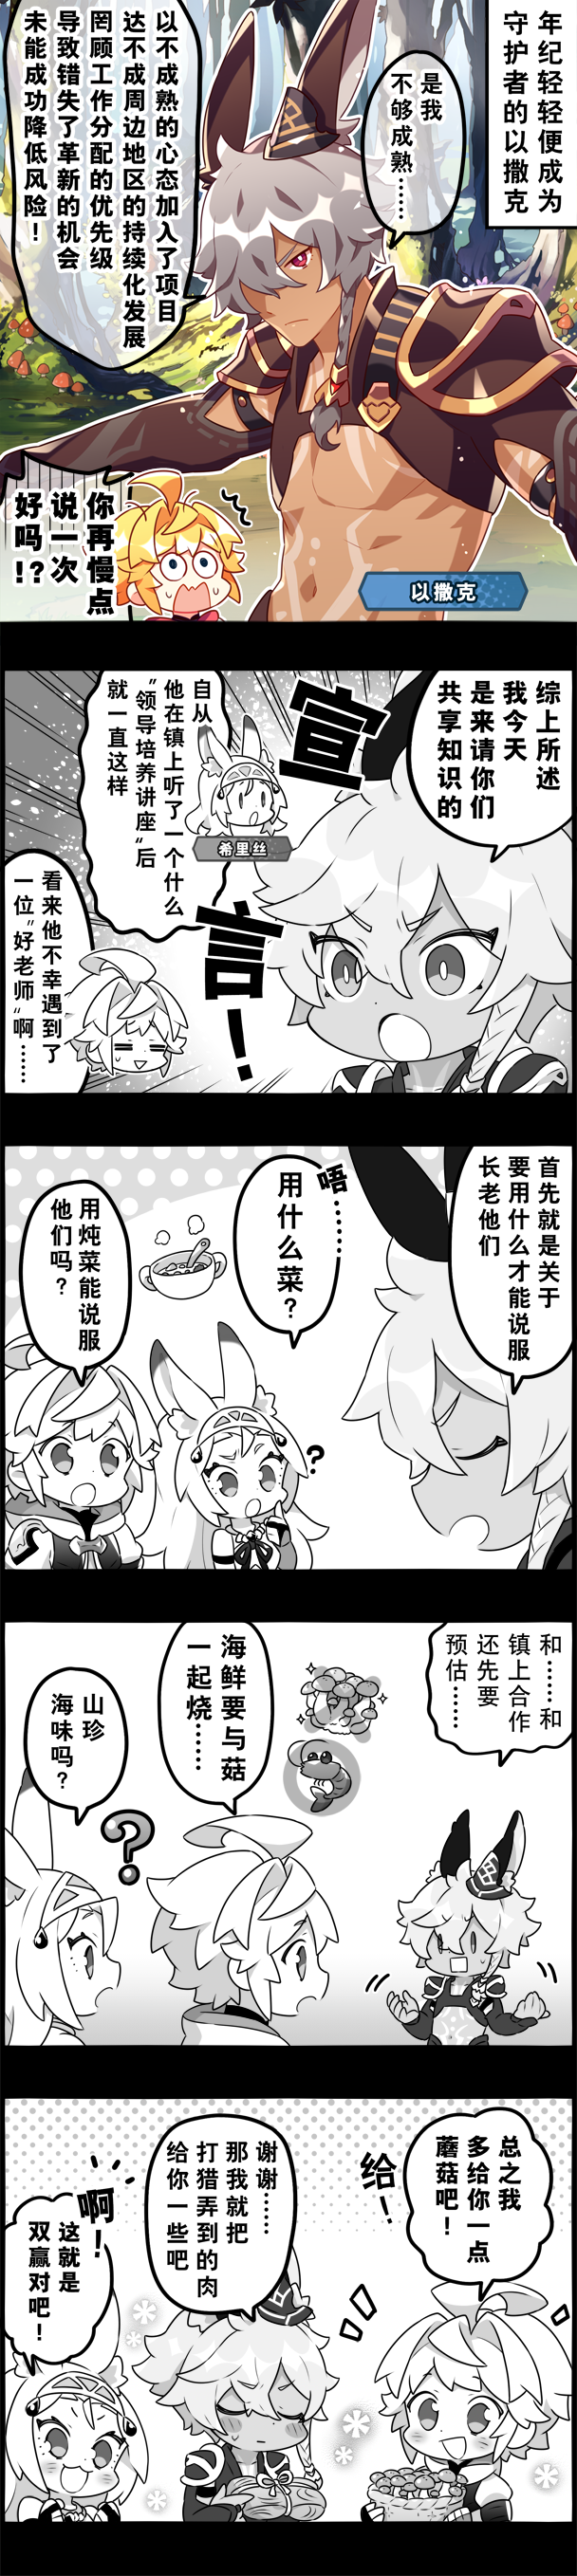 年纪轻轻便成为
守护者的以撒克
是我
不够成熟……
以不成熟的心态加入了项目
达不成周边地区的持续化发展
罔顾工作分配的优先级
导致错失了革新的机会
未能成功降低风险！
你再慢点
说一次
好吗！？
以撒克
综上所述
我今天
是来请你们
共享知识的
宣
言！
自从
他在镇上听了一个什么
“领导培养讲座”后
就一直这样
希里丝
看来他不幸遇到了
一位“好老师”啊……
首先就是关于
要用什么才能说服
长老他们
唔……
用什么菜？
用炖菜能说服
他们吗？
？
和……和
镇上合作
还先要
预估……
海鲜要与菇
一起烧……
山珍
海味吗？
？
总之我
多给你一点
蘑菇吧！
给！
谢谢……
那我就把
打猎弄到的肉
给你一些吧
啊！
这就是
双赢对吧！